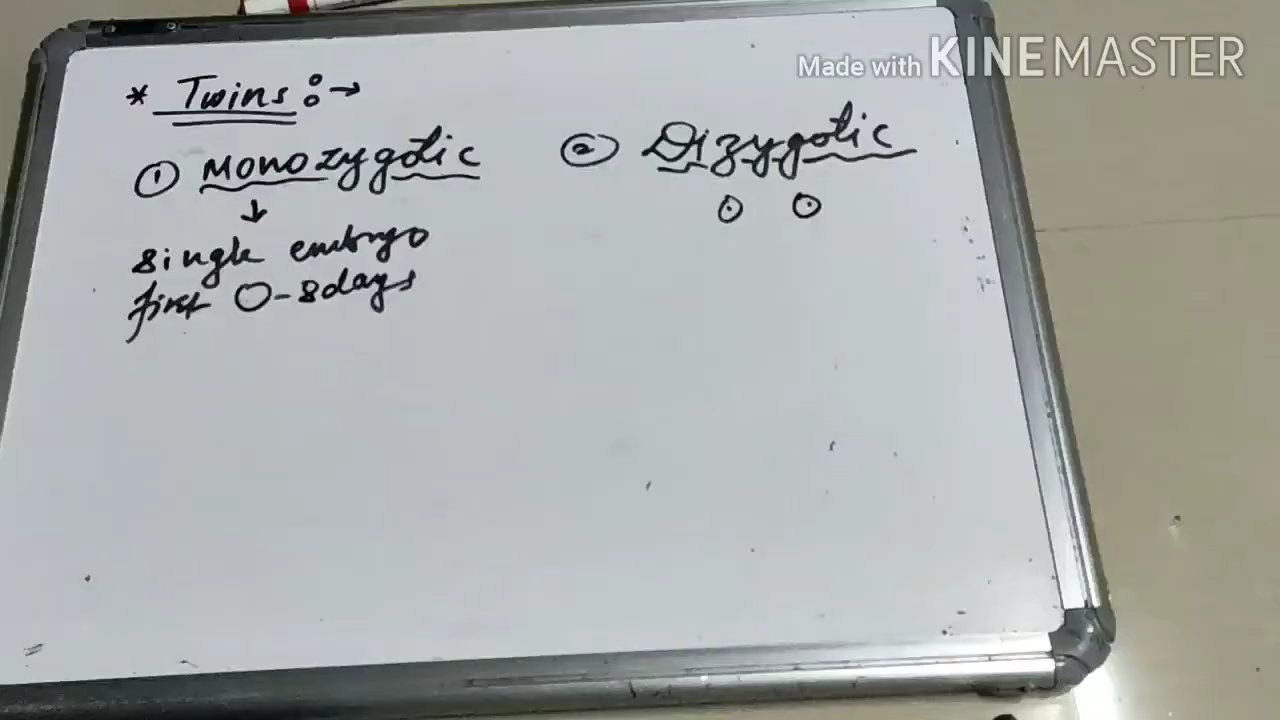 Made with KINEMASTER
* Twins :→
① Monozygotic
② Dizygotic
↓
single embryo
first 0-8days